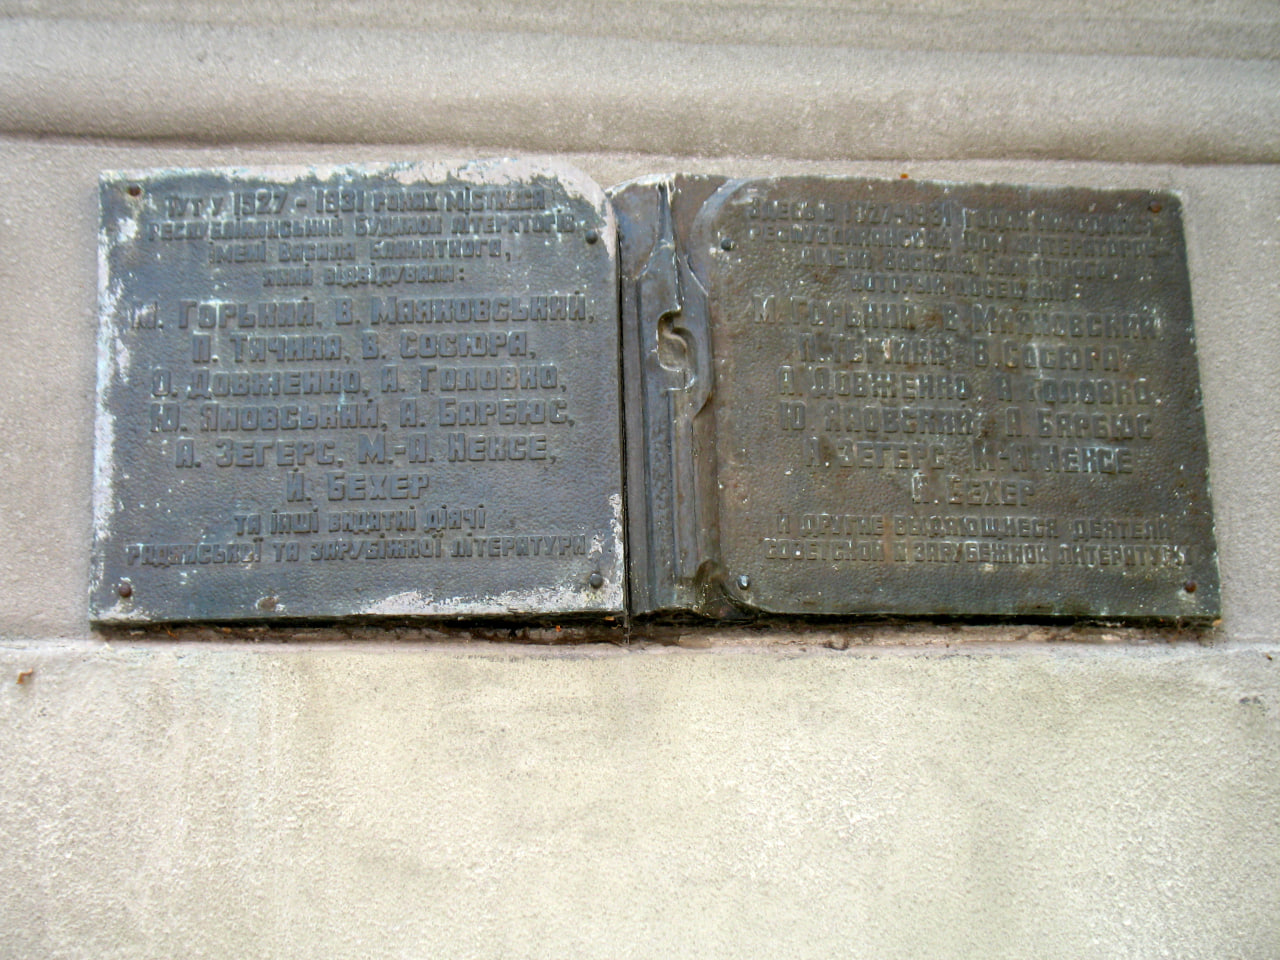 Тут у 1927-1931 роках містився
Республіканський будинок літераторів
імені Василя Блакитного,
який відвідували:
М. Горький, В. Маяковський,
П. Тичина, В. Сосюра,
О. Довженко, А. Головко,
Ю. Яновський, А. Барбюс,
А. Зегерс, М.-А. Нексе,
Й. Бехер
та інші видатні діячі
радянської та зарубіжної літератури
Здесь в 1927-1931 годах находился
Республиканский дом литераторов
имени Василя Блакитного,
который посещали:
М. Горький, В. Маяковский,
П. Тычина, В. Сосюра,
А. Довженко, А. Головко,
Ю. Яновский, А. Барбюс,
А. Зегерс, М.-А. Нексе,
И. Бехер
и другие выдающиеся деятели
советской и зарубежной литературы